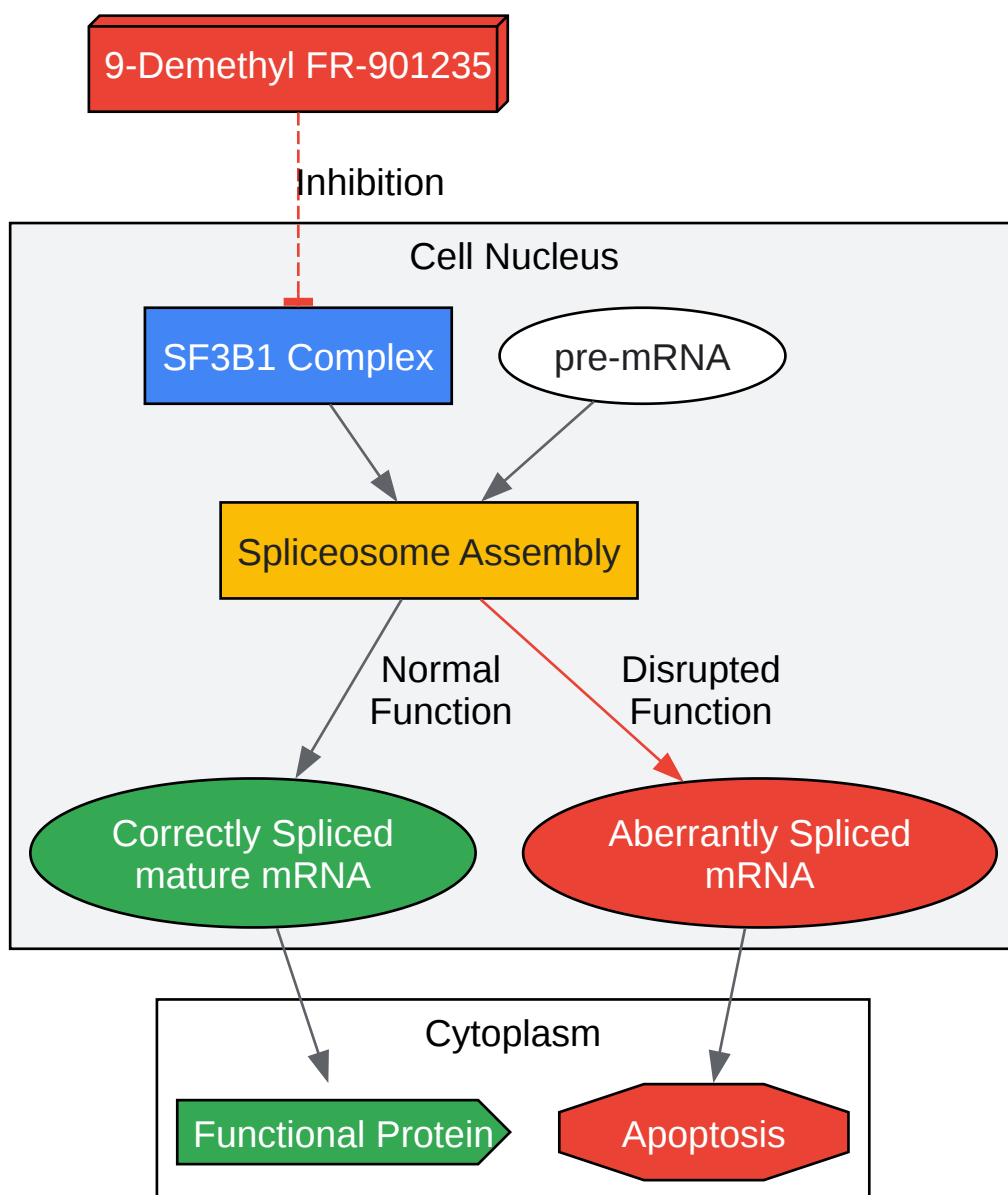 9-Demethyl FR-901235
Inhibition
Cell Nucleus
SF3B1 Complex
pre-mRNA
Spliceosome Assembly
Normal
Function
Disrupted
Function
Correctly Spliced
mature mRNA
Aberrantly Spliced
mRNA
Cytoplasm
Functional Protein
Apoptosis